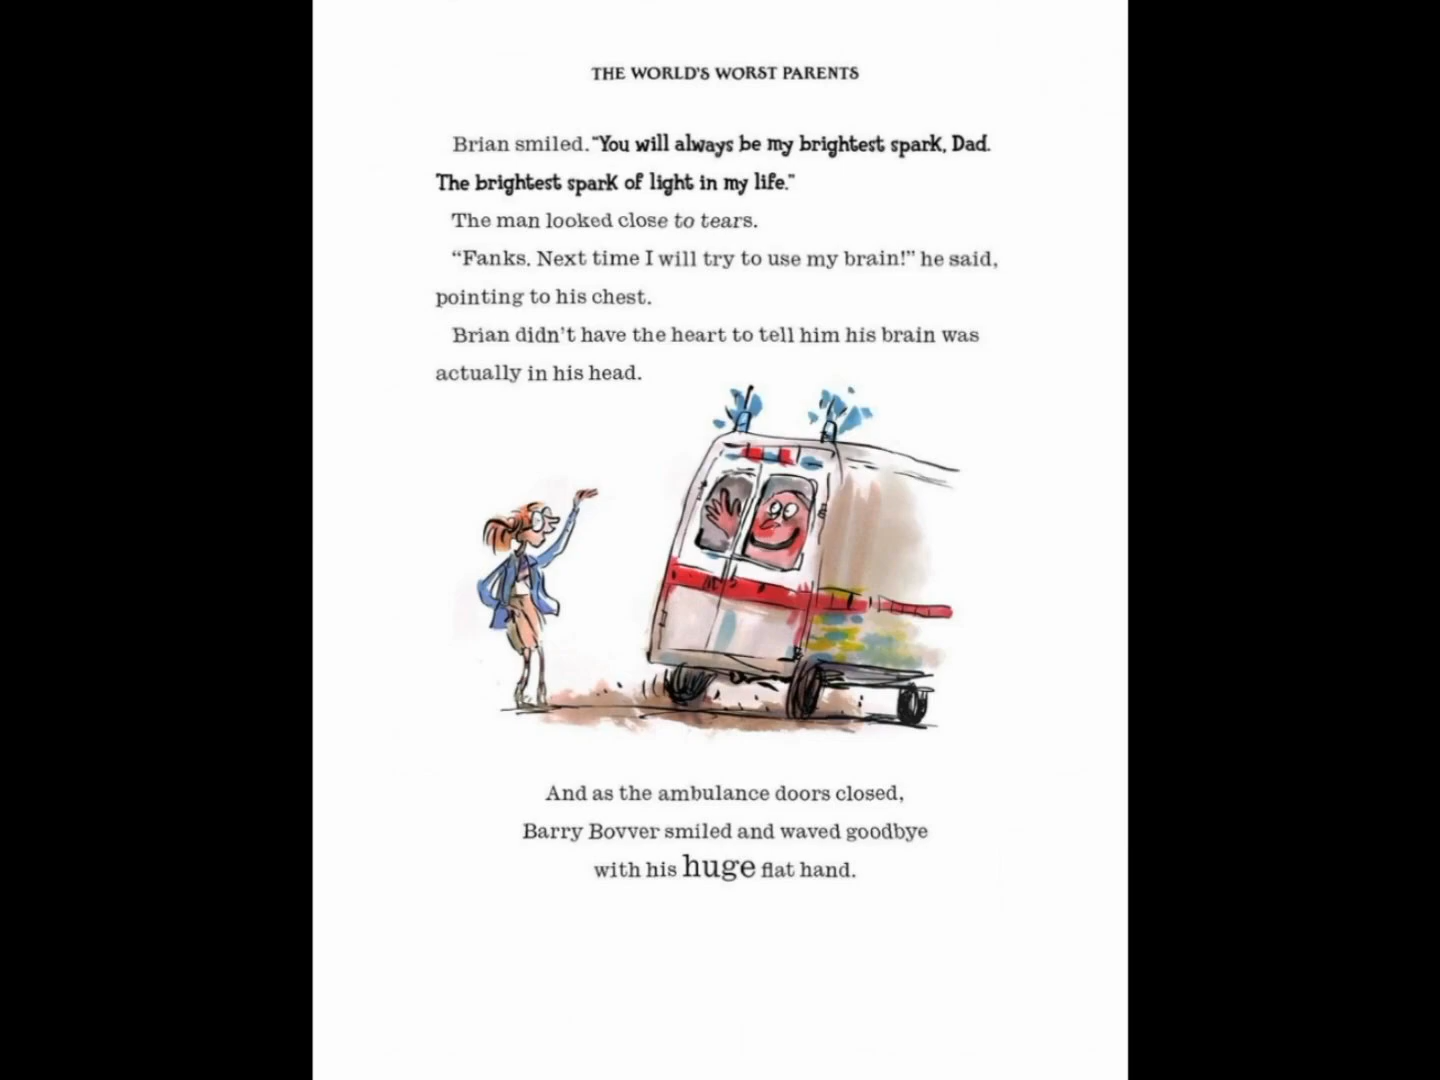 THE WORLD'S WORST PARENTS
Brian smiled. "You will always be my brightest spark, Dad.
The brightest spark of light in my life."
The man looked close to tears.
“Fanks. Next time I will try to use my brain!” he said,
pointing to his chest.
Brian didn’t have the heart to tell him his brain was
actually in his head.
And as the ambulance doors closed,
Barry Bovver smiled and waved goodbye
with his huge flat hand.